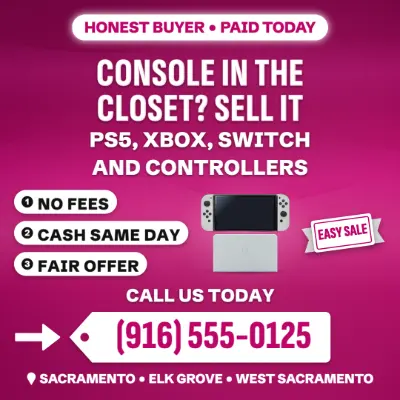 HONEST BUYER • PAID TODAY
CONSOLE IN THE
CLOSET? SELL IT
PS5, XBOX, SWITCH
AND CONTROLLERS
1 NO FEES
2 CASH SAME DAY
3 FAIR OFFER
EASY SALE
CALL US TODAY
(916) 555-0125
SACRAMENTO • ELK GROVE • WEST SACRAMENTO